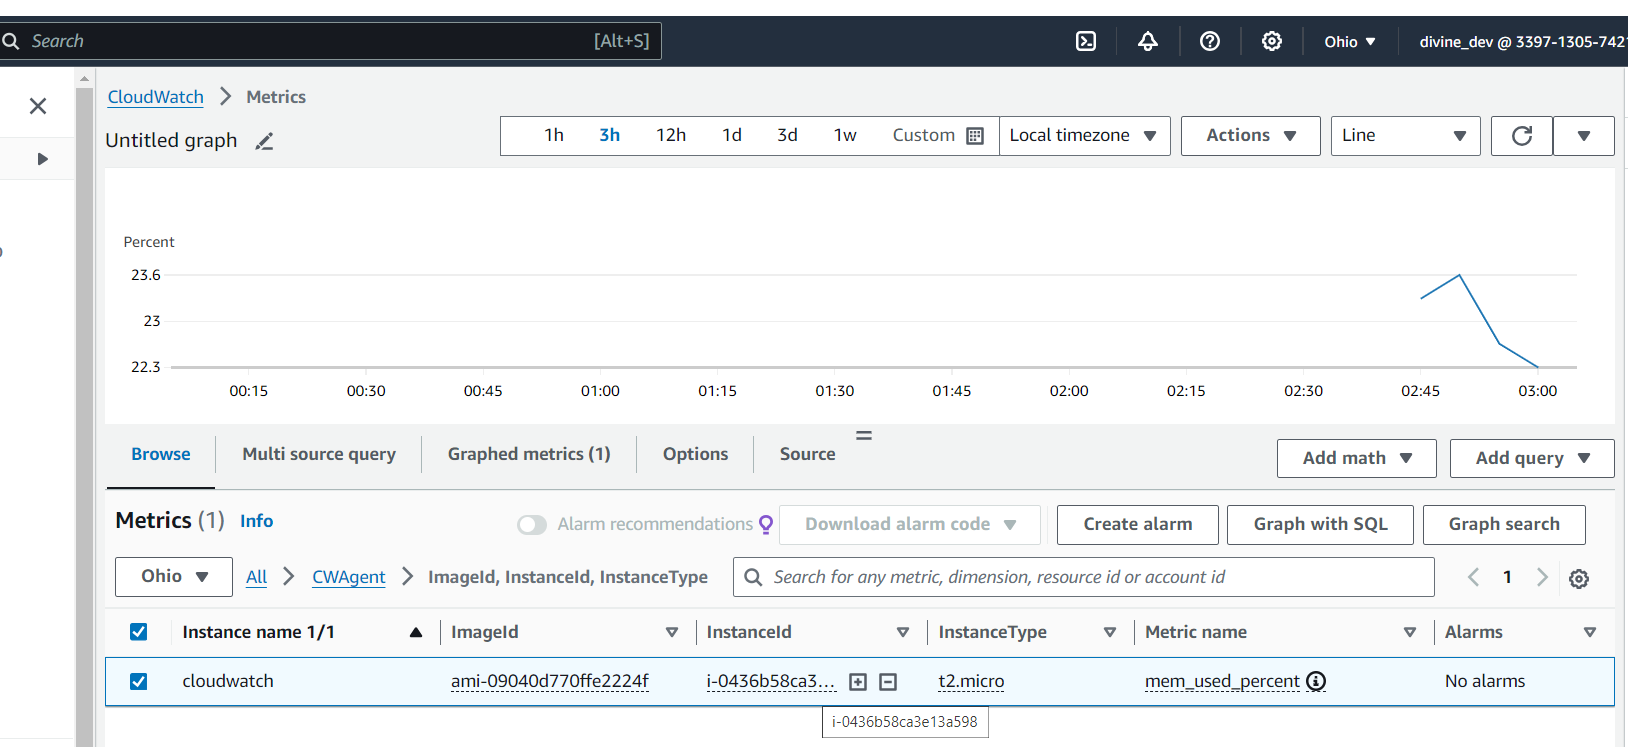 Search [Alt+S] Ohio divine_dev @ 3397-1305-742
CloudWatch Metrics
Untitled graph 1h 3h 12h 1d 3d 1w Custom Local timezone Actions Line
Percent
23.6
23
22.3
00:15 00:30 00:45 01:00 01:15 01:30 01:45 02:00 02:15 02:30 02:45 03:00
Browse Multi source query Graphed metrics (1) Options Source Add math Add query
Metrics (1) Info Alarm recommendations Download alarm code Create alarm Graph with SQL Graph search
Ohio All CWAgent ImageId, InstanceId, InstanceType Search for any metric, dimension, resource id or account id 1
Instance name 1/1 ImageId InstanceId InstanceType Metric name Alarms
cloudwatch ami-09040d770ffe2224f i-0436b58ca3... t2.micro mem_used_percent No alarms
i-0436b58ca3e13a598